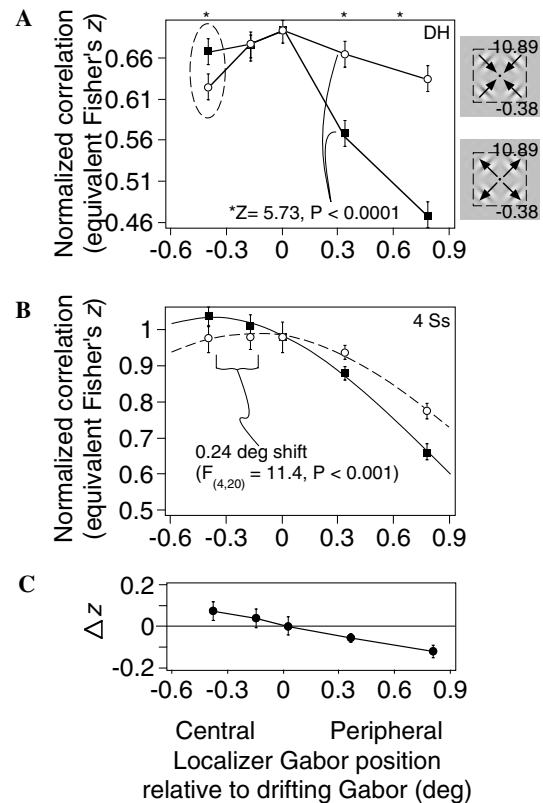 A
* * *
DH
Normalized correlation
(equivalent Fisher's z)
0.66
0.61
0.56
0.51
0.46
*Z= 5.73, P < 0.0001
-0.6 -0.3 0 0.3 0.6 0.9
10.89
-0.38
10.89
-0.38
B
4 Ss
Normalized correlation
(equivalent Fisher's z)
1
0.9
0.8
0.7
0.6
0.5
0.24 deg shift
(F(4,20) = 11.4, P < 0.001)
-0.6 -0.3 0 0.3 0.6 0.9
C
Δz
0.2
0
-0.2
-0.6 -0.3 0 0.3 0.6 0.9
Central Peripheral
Localizer Gabor position
relative to drifting Gabor (deg)